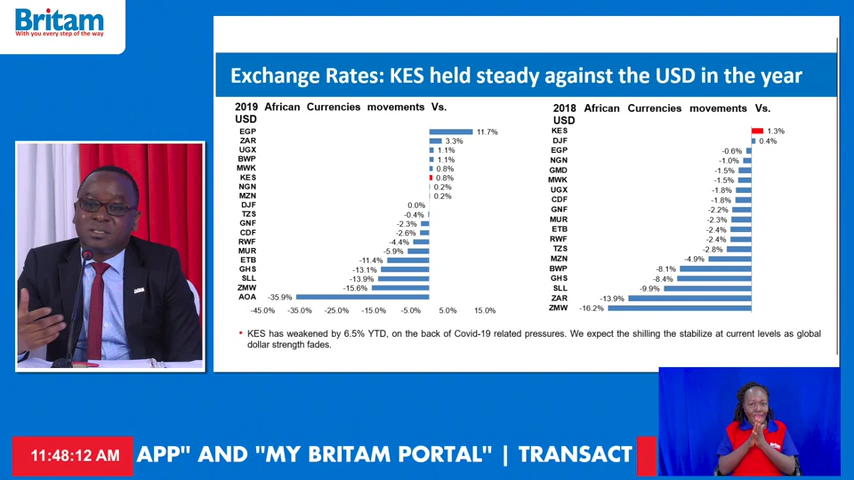 Britam
With you every step of the way
Exchange Rates: KES held steady against the USD in the year
2019 African Currencies movements Vs.
USD
EGP 11.7%
ZAR 3.3%
UGX 1.1%
BWP 1.1%
MWK 0.8%
KES 0.8%
NGN 0.2%
MZN 0.2%
DJF 0.0%
TZS -0.4%
GNF -2.3%
CDF -2.6%
RWF -4.4%
MUR -5.9%
ETB -11.4%
GHS -13.1%
SLL -13.9%
ZMW -15.6%
AOA -35.9%
-45.0% -35.0% -25.0% -15.0% -5.0% 5.0% 15.0%
2018 African Currencies movements Vs.
USD
KES 1.3%
DJF 0.4%
EGP -0.6%
NGN -1.0%
GMD -1.5%
MWK -1.5%
UGX -1.8%
CDF -1.8%
GNF -2.2%
MUR -2.3%
ETB -2.4%
RWF -2.4%
TZS -2.8%
MZN -4.9%
BWP -8.1%
GHS -8.4%
SLL -9.9%
ZAR -13.9%
ZMW -16.2%
• KES has weakened by 6.5% YTD, on the back of Covid-19 related pressures. We expect the shilling the stabilize at current levels as global
dollar strength fades.
11:48:12 AM APP" AND "MY BRITAM PORTAL" | TRANSACT